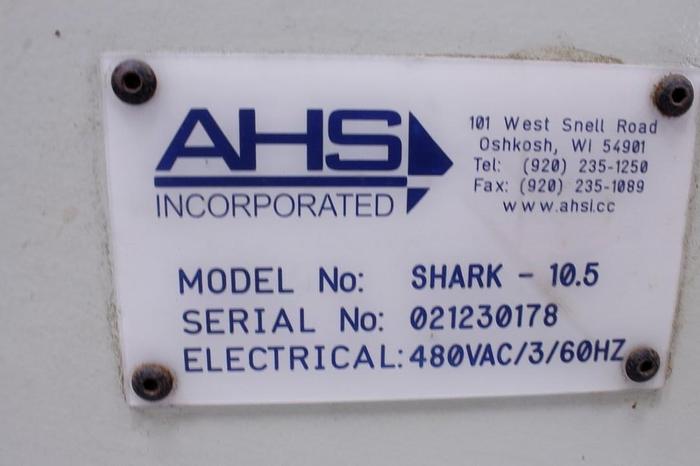 AHS
INCORPORATED
101 West Snell Road
Oshkosh, WI 54901
Tel: (920) 235-1250
Fax: (920) 235-1089
www.ahsi.cc
MODEL No: SHARK - 10.5
SERIAL No: 021230178
ELECTRICAL: 480VAC/3/60HZ